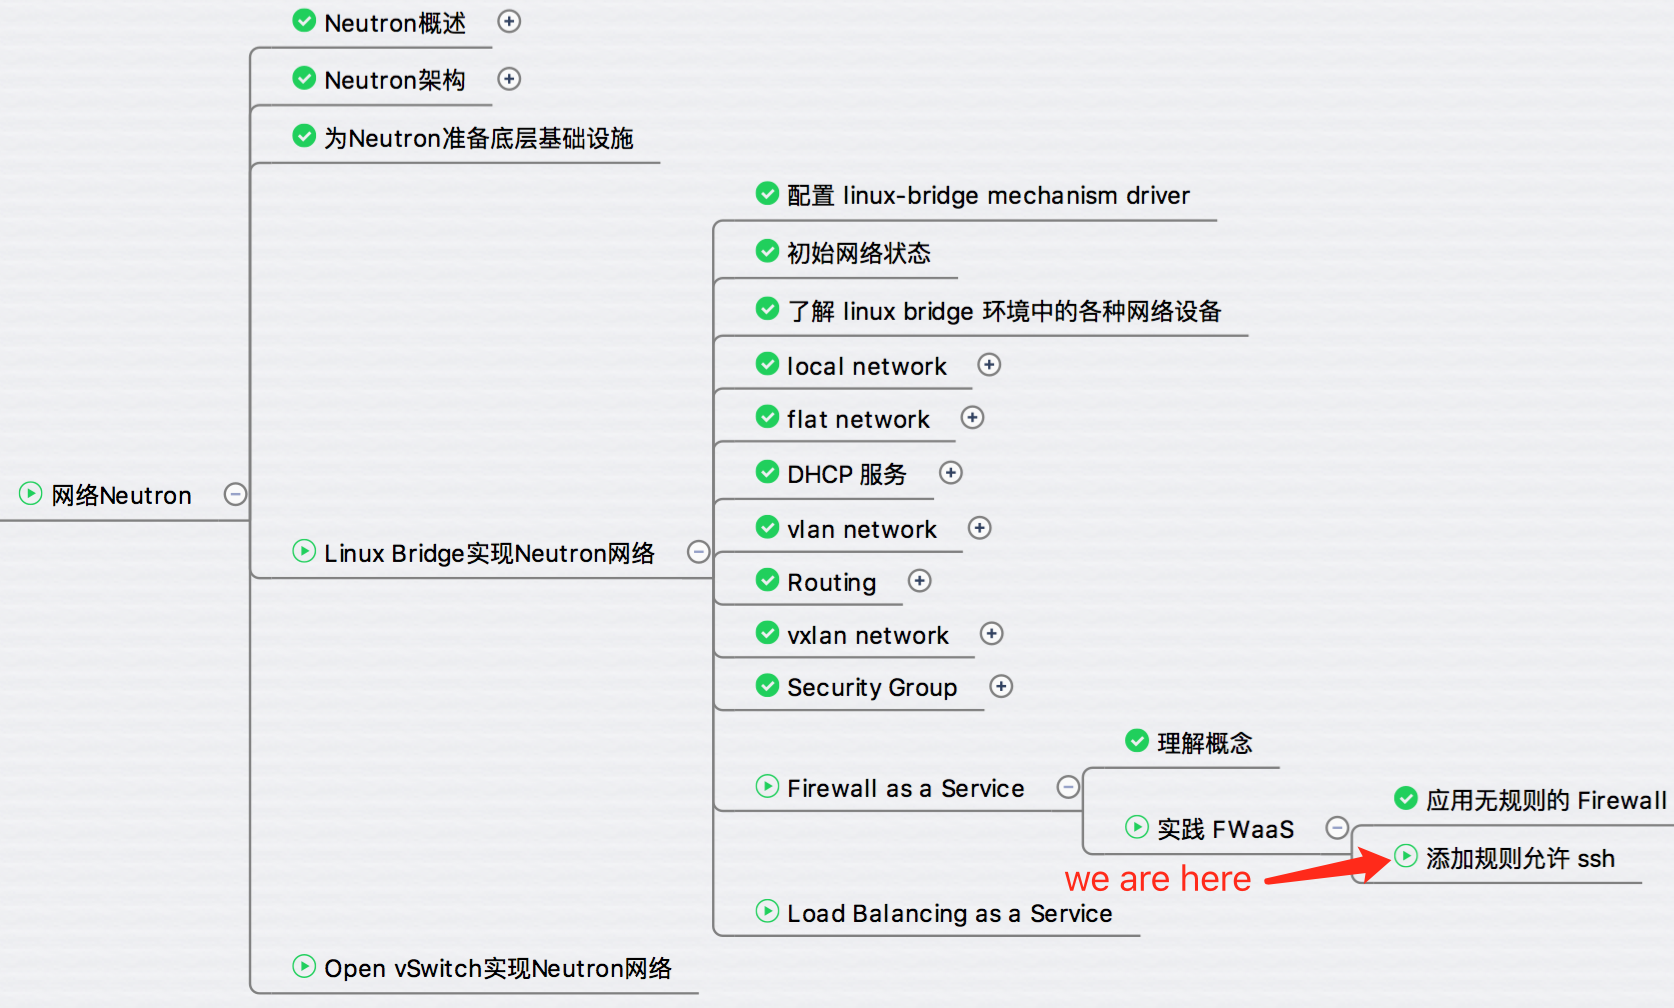 Neutron概述
Neutron架构
为Neutron准备底层基础设施
网络Neutron
Linux Bridge实现Neutron网络
配置 linux-bridge mechanism driver
初始网络状态
了解 linux bridge 环境中的各种网络设备
local network
flat network
DHCP 服务
vlan network
Routing
vxlan network
Security Group
Firewall as a Service
理解概念
实践 FWaaS
应用无规则的 Firewall
添加规则允许 ssh
we are here
Load Balancing as a Service
Open vSwitch实现Neutron网络